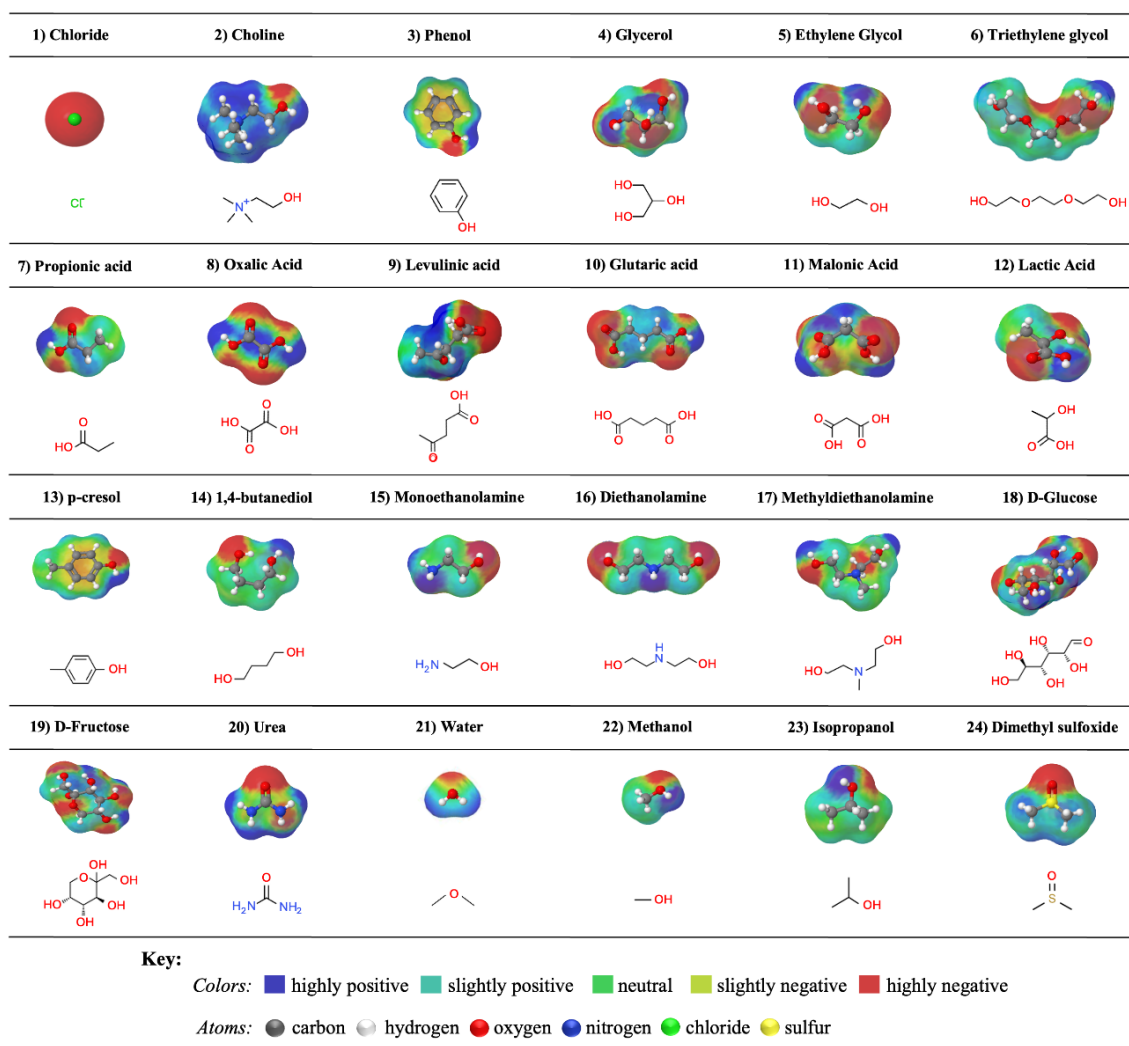 1) Chloride 2) Choline 3) Phenol 4) Glycerol 5) Ethylene Glycol 6) Triethylene glycol
Cl⁻ N⁺ OH OH HO OH HO HO OH HO O O OH
7) Propionic acid 8) Oxalic Acid 9) Levulinic acid 10) Glutaric acid 11) Malonic Acid 12) Lactic Acid
O HO O HO OH O OH O O HO OH O O O OH OH O OH O OH
13) p-cresol 14) 1,4-butanediol 15) Monoethanolamine 16) Diethanolamine 17) Methyldiethanolamine 18) D-Glucose
OH OH HO H₂N OH H N HO OH OH HO N HO O HO OH HO OH
19) D-Fructose 20) Urea 21) Water 22) Methanol 23) Isopropanol 24) Dimethyl sulfoxide
OH O OH HO OH OH O H₂N NH₂ O OH OH O S
Key:
Colors: highly positive slightly positive neutral slightly negative highly negative
Atoms: carbon hydrogen oxygen nitrogen chloride sulfur